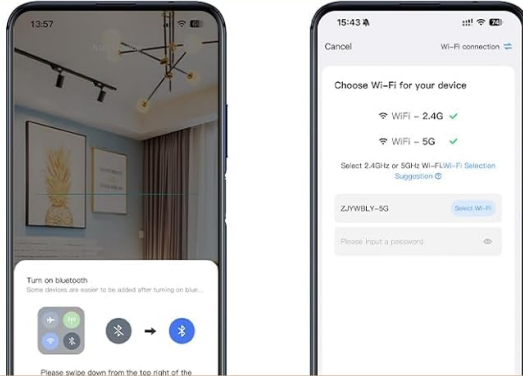 13:57
Turn on bluetooth
Some devices are easier to be added after turning on blue...
Please swipe down from the top right of the
15:43
74
Cancel
Wi-Fi connection
Choose Wi-Fi for your device
WiFi - 2.4G
WiFi - 5G
Select 2.4GHz or 5GHz Wi-Fi.Wi-Fi Selection
Suggestion
ZJYWBLY-5G
Select Wi-Fi
Please input a password